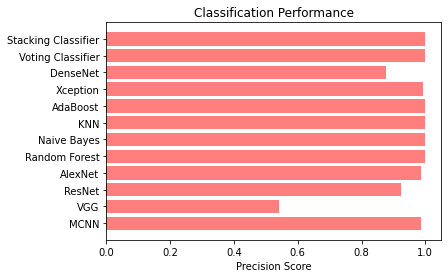 Classification Performance
Stacking Classifier
Voting Classifier
DenseNet
Xception
AdaBoost
KNN
Naive Bayes
Random Forest
AlexNet
ResNet
VGG
MCNN
0.0 0.2 0.4 0.6 0.8 1.0
Precision Score